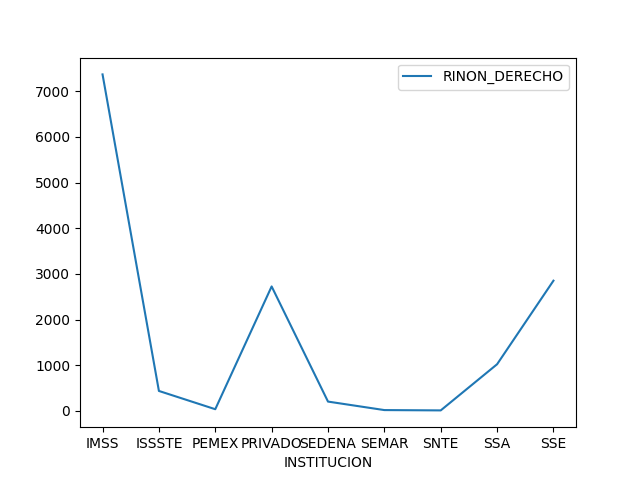 RINON_DERECHO
7000
6000
5000
4000
3000
2000
1000
0
IMSS ISSSTE PEMEX PRIVADO SEDENA SEMAR SNTE SSA SSE
INSTITUCION